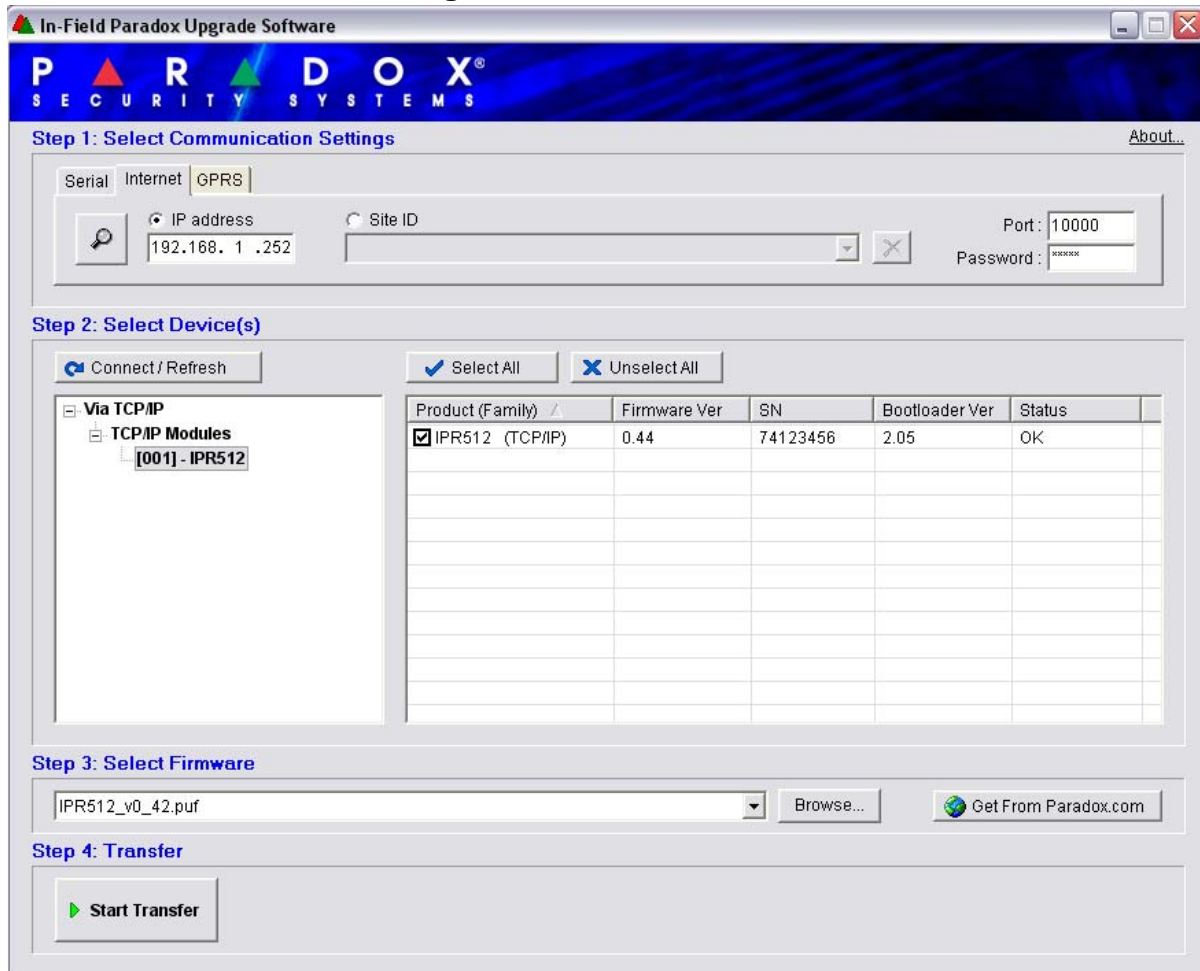 In-Field Paradox Upgrade Software
PARADOX®
SECURITY SYSTEMS
Step 1: Select Communication Settings
About...
Serial Internet GPRS
IP address Site ID
192.168. 1 .252
Port : 10000
Password : *****
Step 2: Select Device(s)
Connect / Refresh Select All Unselect All
Via TCP/IP
TCP/IP Modules
[001] - IPR512
Product (Family) Firmware Ver SN Bootloader Ver Status
IPR512 (TCP/IP) 0.44 74123456 2.05 OK
Step 3: Select Firmware
IPR512_v0_42.puf Browse... Get From Paradox.com
Step 4: Transfer
Start Transfer